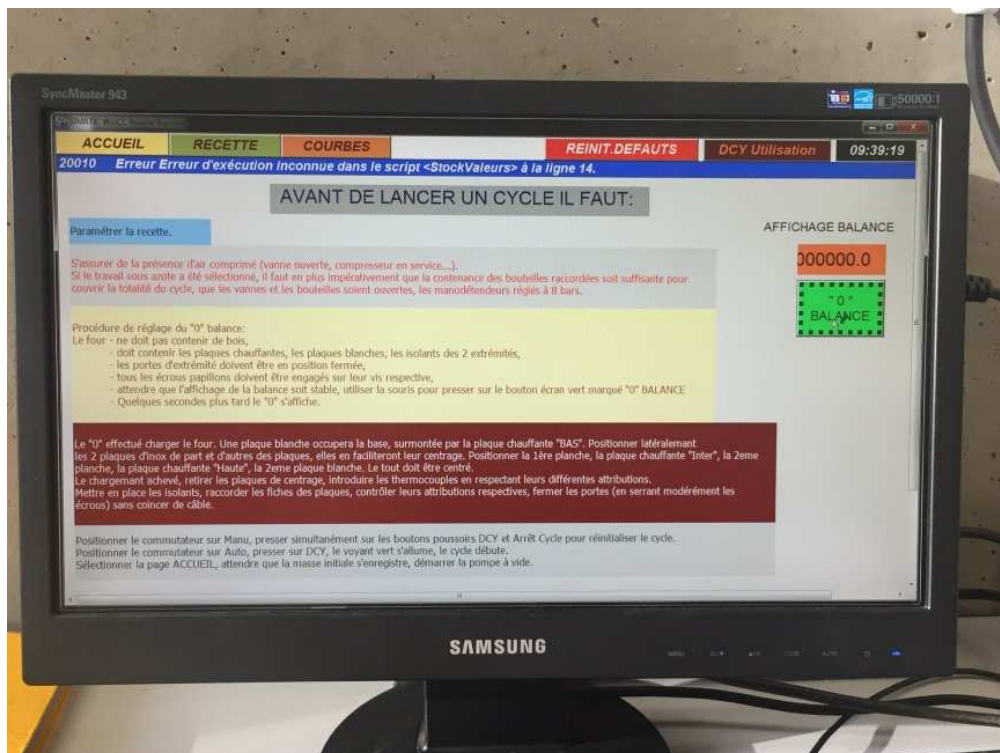 SyncMaster 943
50000:1
SIMATIC WinCC Runtime
ACCUEIL RECETTE COURBES REINIT.DEFAUTS DCY Utilisation 09:39:19
20010 Erreur Erreur d'exécution inconnue dans le script <StockValeurs> à la ligne 14.
AVANT DE LANCER UN CYCLE IL FAUT:
AFFICHAGE BALANCE
000000.0
" 0 "
BALANCE
Paramétrer la recette.
S'assurer de la présence d'air comprimé (vanne ouverte, compresseur en service...).
Si le travail sous azote a été sélectionné, il faut en plus impérativement que la contenance des bouteilles raccordées soit suffisante pour
couvrir la totalité du cycle, que les vannes et les bouteilles soient ouvertes, les manodétendeurs réglés à 8 bars.
Procédure de réglage du "0" balance:
Le four - ne doit pas contenir de bois,
- doit contenir les plaques chauffantes, les plaques blanches, les isolants des 2 extrémités,
- les portes d'extrémité doivent être en position fermée,
- tous les écrous papillons doivent être engagés sur leur vis respective,
- attendre que l'affichage de la balance soit stable, utiliser la souris pour presser sur le bouton écran vert marqué "0" BALANCE
- Quelques secondes plus tard le "0" s'affiche.
Le "0" effectué charger le four. Une plaque blanche occupera la base, surmontée par la plaque chauffante "BAS". Positionner latéralemant
les 2 plaques d'inox de part et d'autres des plaques, elles en faciliteront leur centrage. Positionner la 1ère planche, la plaque chauffante "Inter", la 2eme
planche, la plaque chauffante "Haute", la 2eme plaque blanche. Le tout doit être centré.
Le chargemant achevé, retirer les plaques de centrage, introduire les thermocouples en respectant leurs différentes attributions.
Mettre en place les isolants, raccorder les fiches des plaques, contrôler leurs attributions respectives, fermer les portes (en serrant modérément les
écrous) sans coincer de câble.
Positionner le commutateur sur Manu, presser simultanément sur les boutons poussoirs DCY et Arrêt Cycle pour réinitialiser le cycle.
Positionner le commutateur sur Auto, presser sur DCY, le voyant vert s'allume, le cycle débute.
Sélectionner la page ACCUEIL, attendre que la masse initiale s'enregistre, démarrer la pompe à vide.
SAMSUNG
MENU AUTO